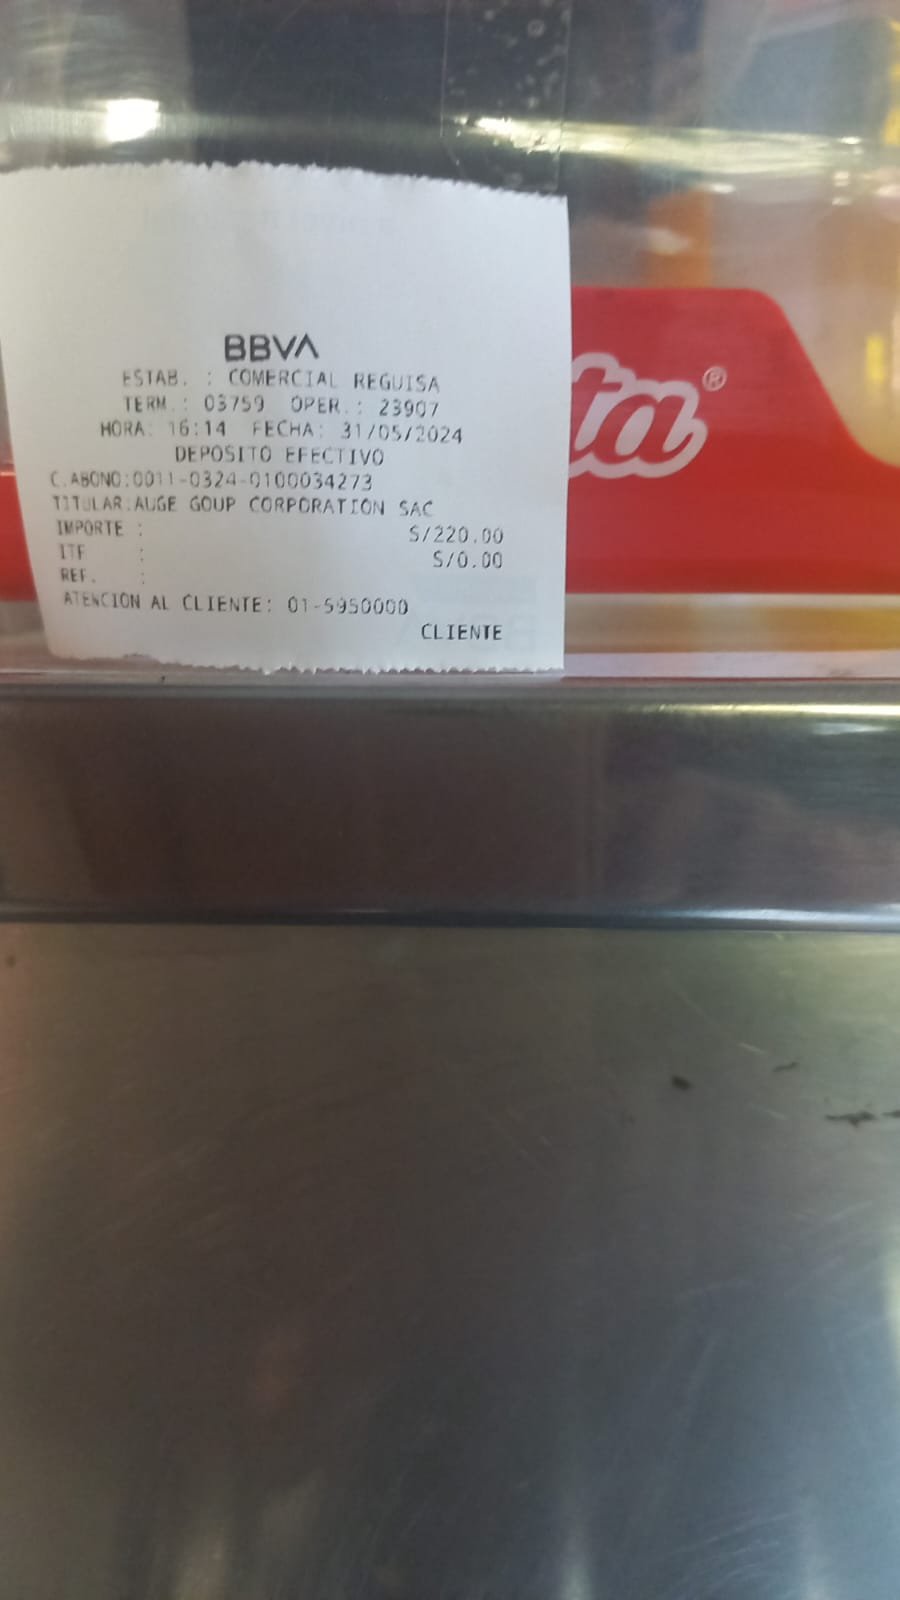 BBVA
ESTAB. : COMERCIAL REGUISA
TERM.: 03759 OPER.: 23907
HORA: 16:14 FECHA: 31/05/2024
DEPOSITO EFECTIVO
C.ABONO:0011-0324-0100034273
TITULAR:AUGE GOUP CORPORATION SAC
IMPORTE : S/220.00
ITF : S/0.00
REF. :
ATENCION AL CLIENTE: 01-5950000
CLIENTE
ta®